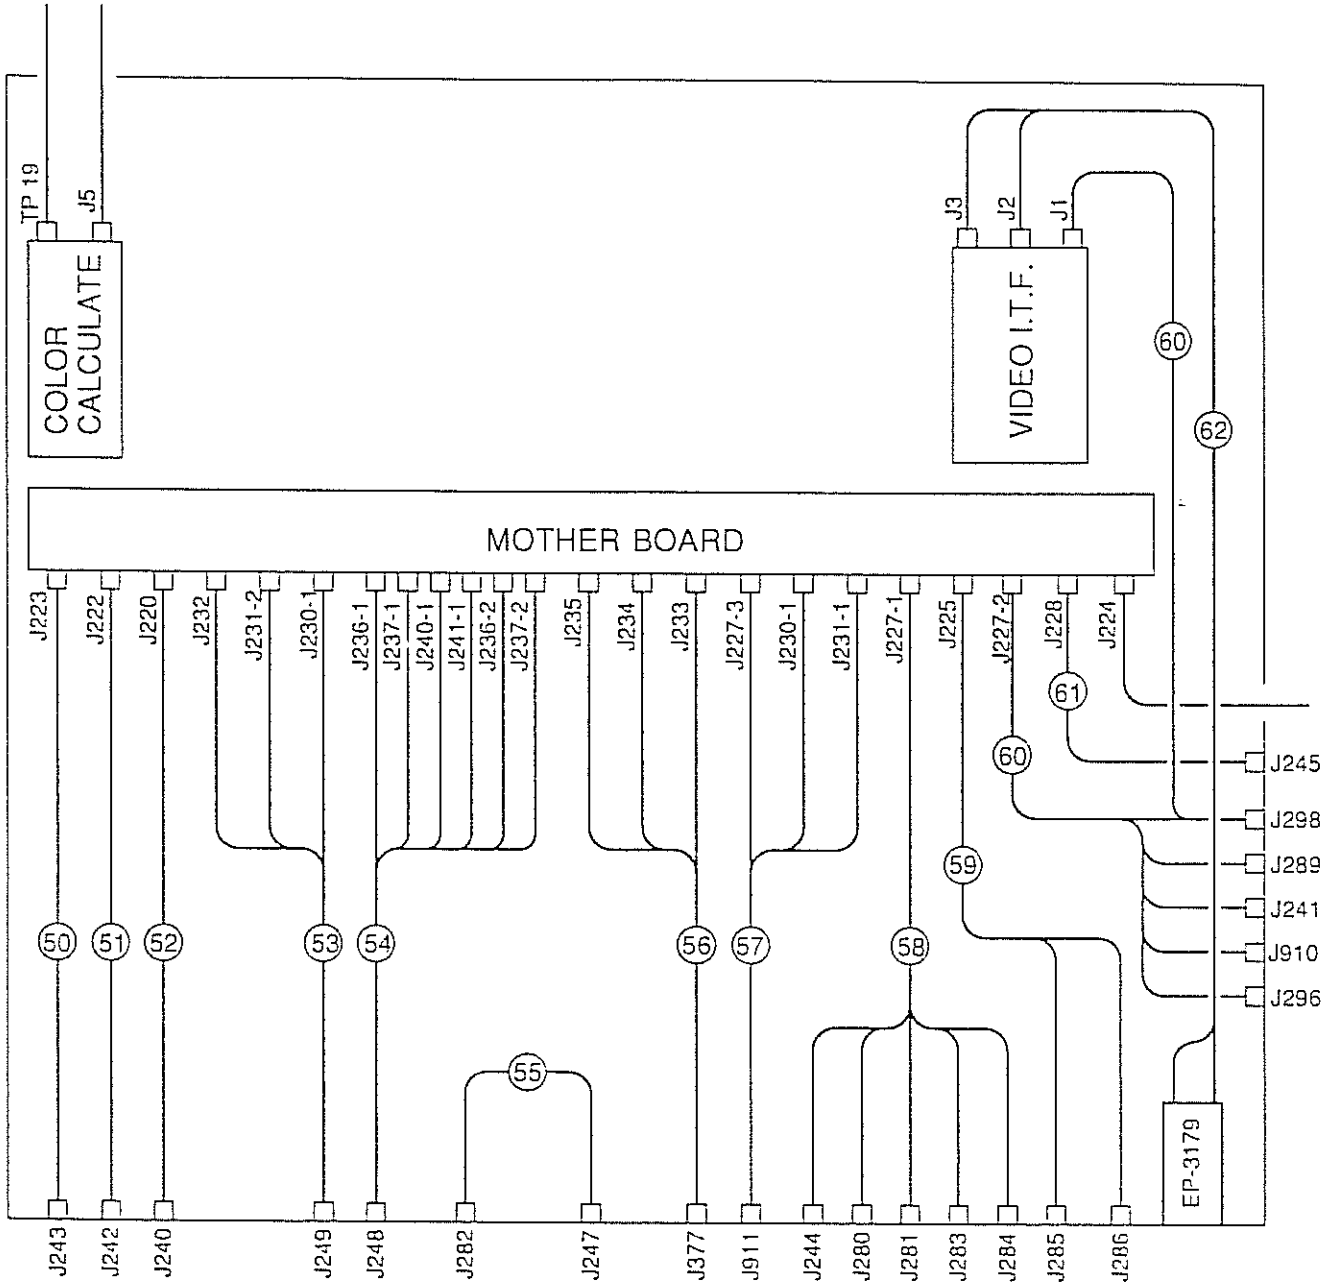 TP 19
J5
COLOR
CALCULATE
J3
J2
J1
VIDEO I.T.F.
60
62
MOTHER BOARD
J223
J222
J220
J232
J231-2
J230-1
J236-1
J237-1
J240-1
J241-1
J236-2
J237-2
J235
J234
J233
J227-3
J230-1
J231-1
J227-1
J225
J227-2
J228
J224
61
60
J245
J298
59
J289
J241
50
51
52
53
54
56
57
58
J910
J296
55
EP-3179
J243
J242
J240
J249
J248
J282
J247
J377
J911
J244
J280
J281
J283
J284
J285
J286